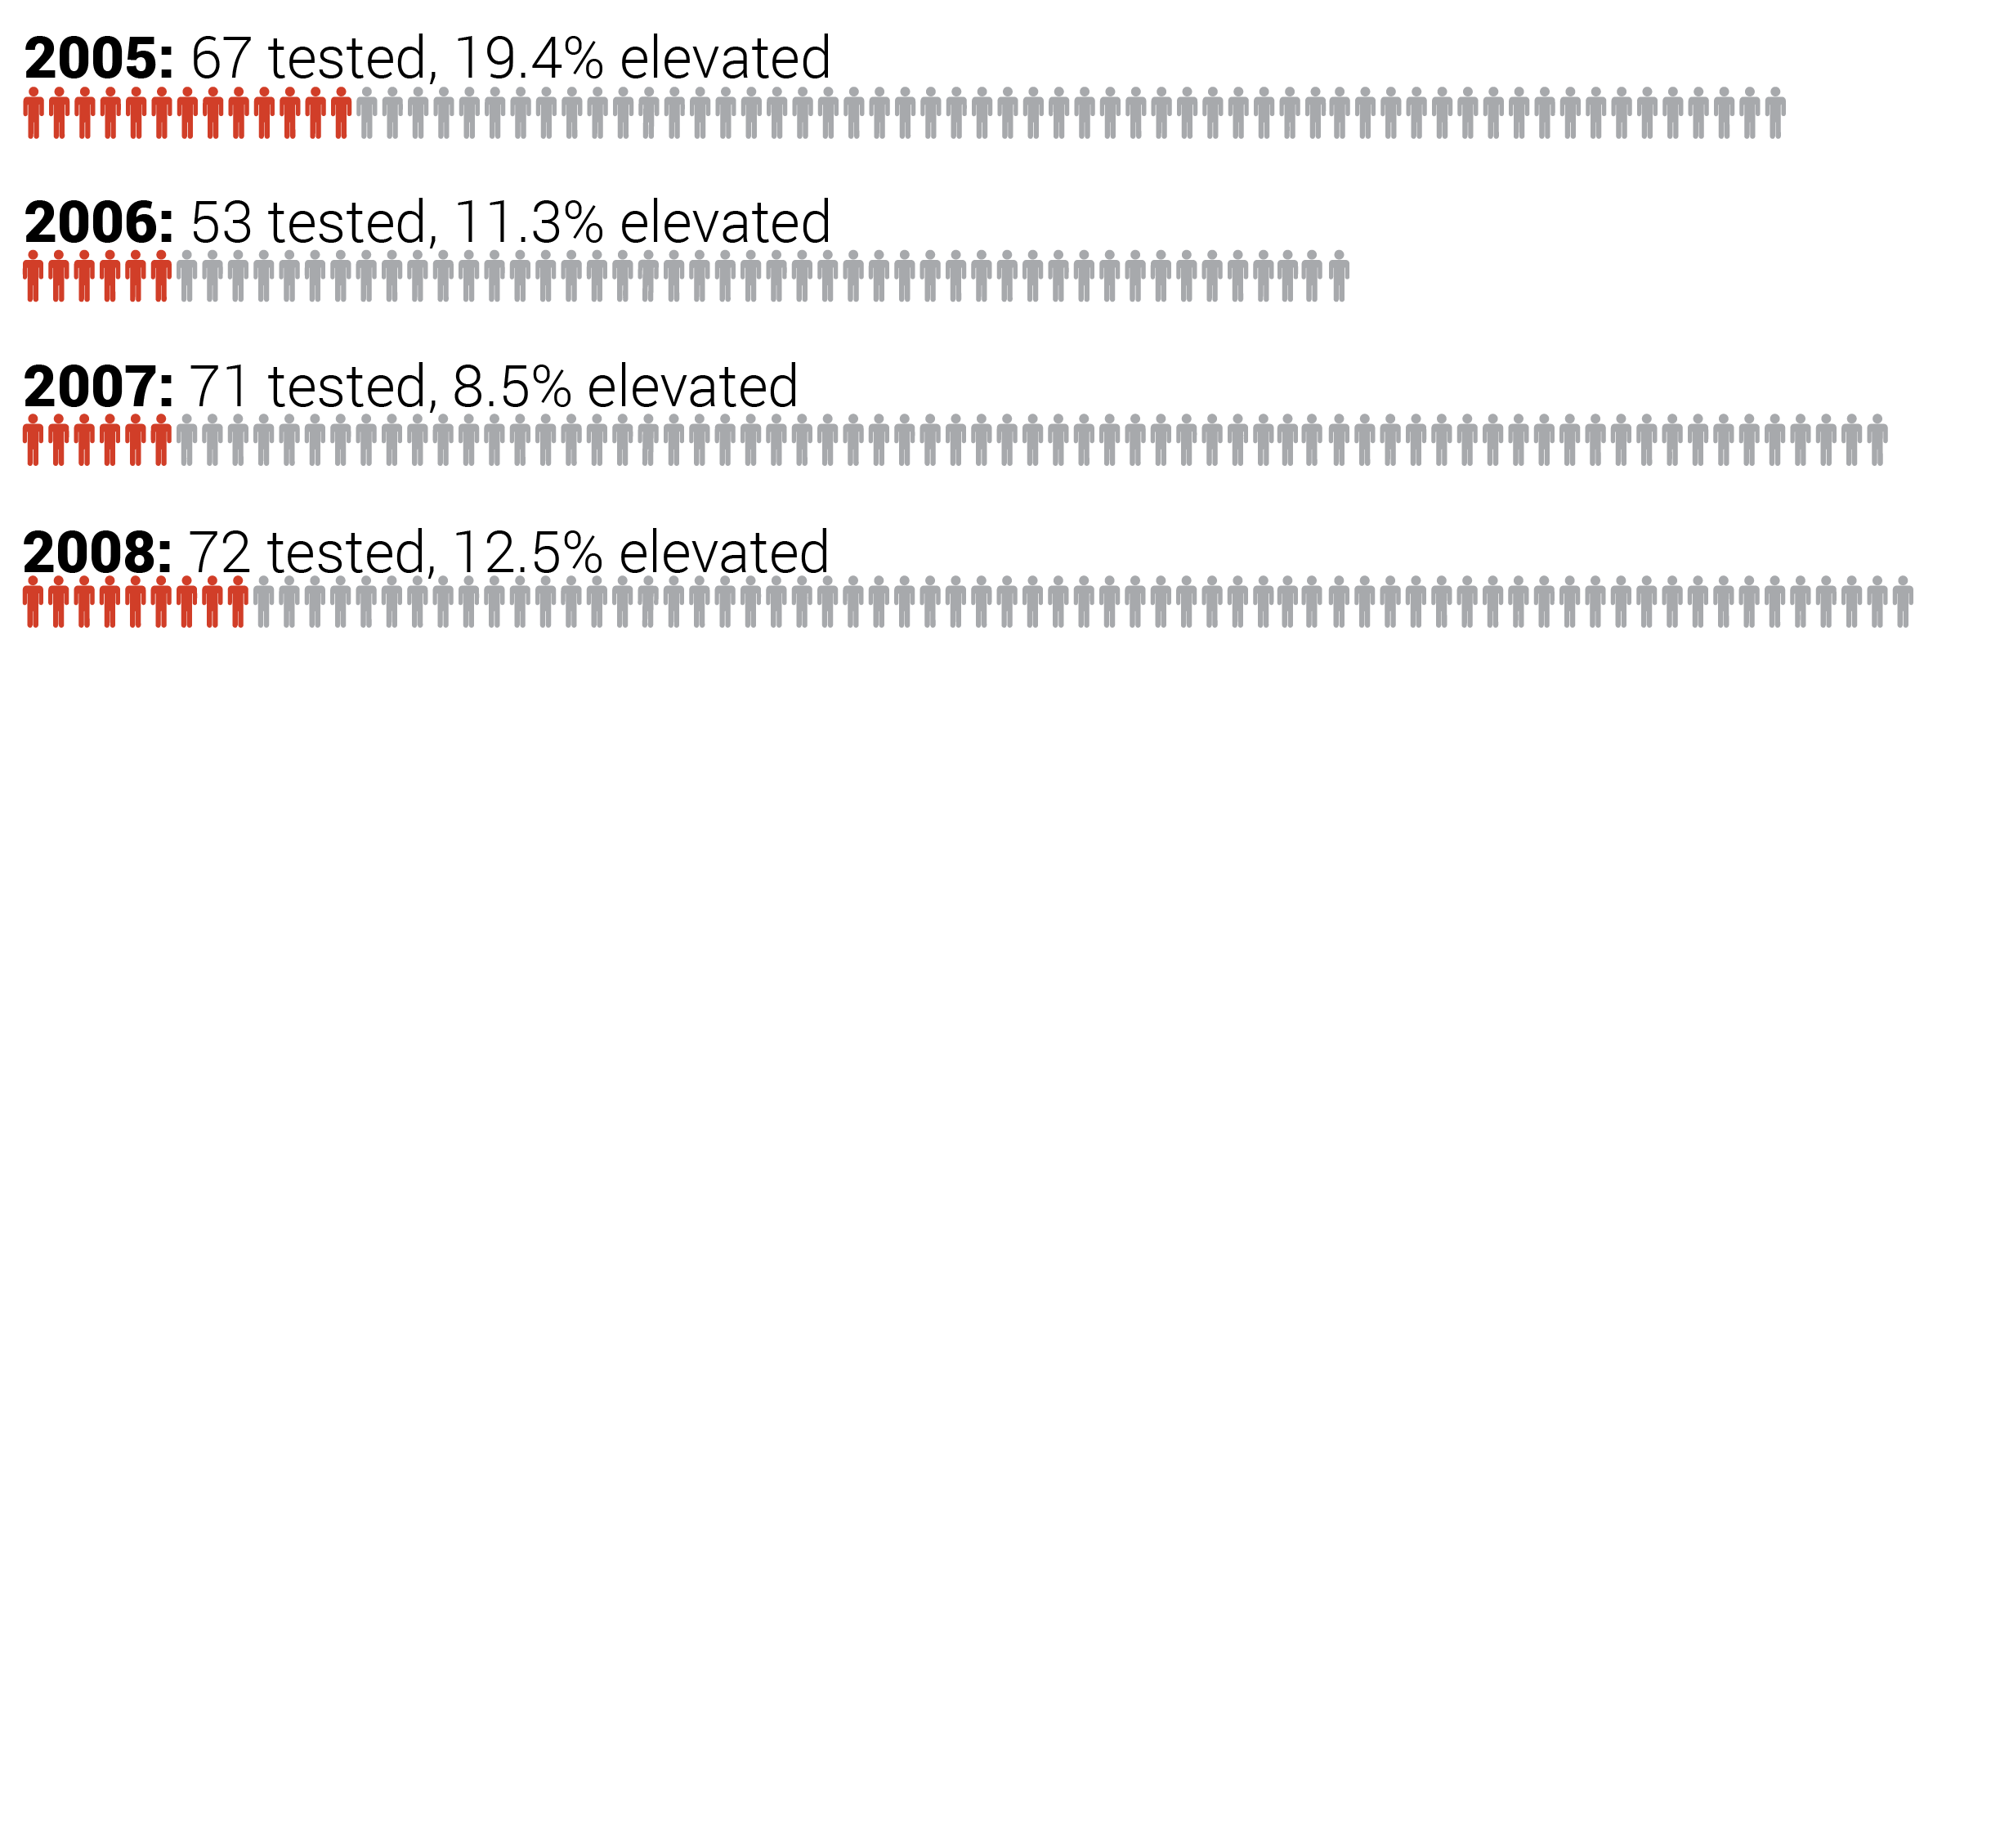 2005: 67 tested, 19.4% elevated
2006: 53 tested, 11.3% elevated
2007: 71 tested, 8.5% elevated
2008: 72 tested, 12.5% elevated